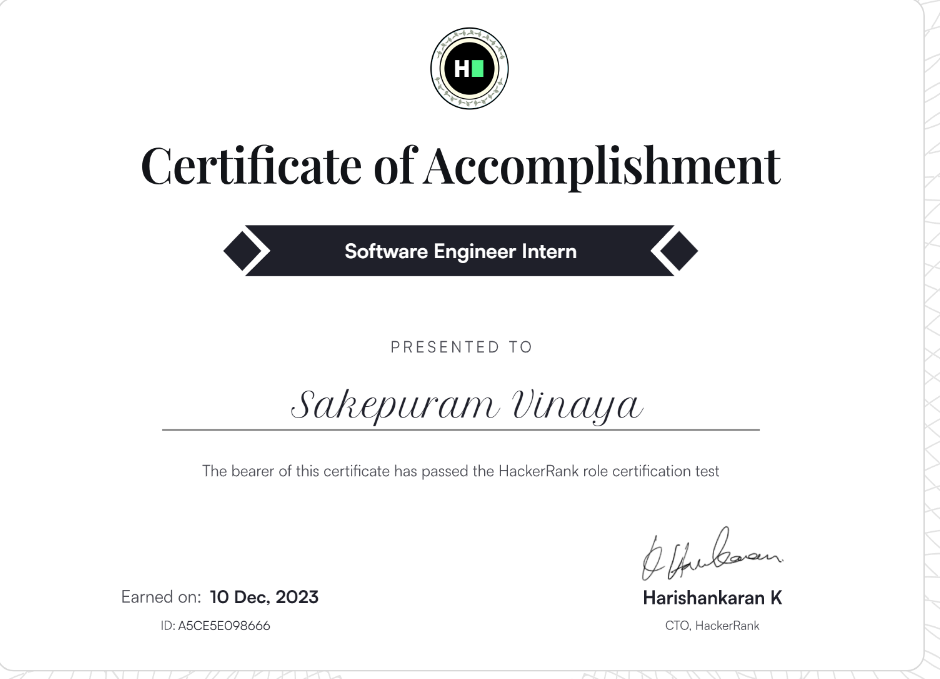 H
Certificate of Accomplishment
Software Engineer Intern
PRESENTED TO
Sakepuram Vinaya
The bearer of this certificate has passed the HackerRank role certification test
Earned on: 10 Dec, 2023
ID: A5CE5E098666
Harishankaran K
CTO, HackerRank